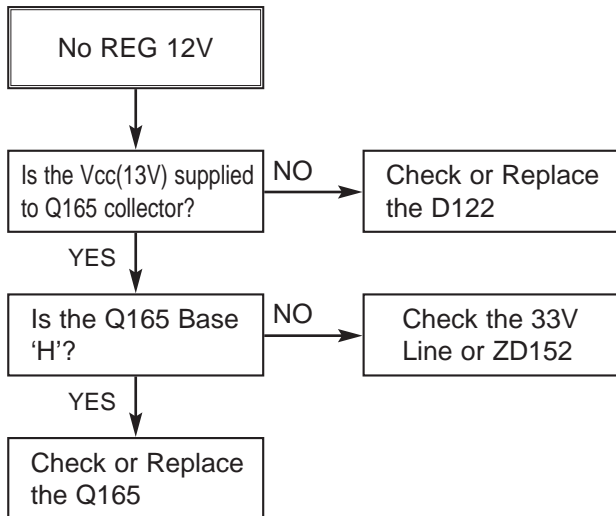 No REG 12V
Is the Vcc(13V) supplied
to Q165 collector?
NO
Check or Replace
the D122
YES
Is the Q165 Base
‘H’?
NO
Check the 33V
Line or ZD152
YES
Check or Replace
the Q165